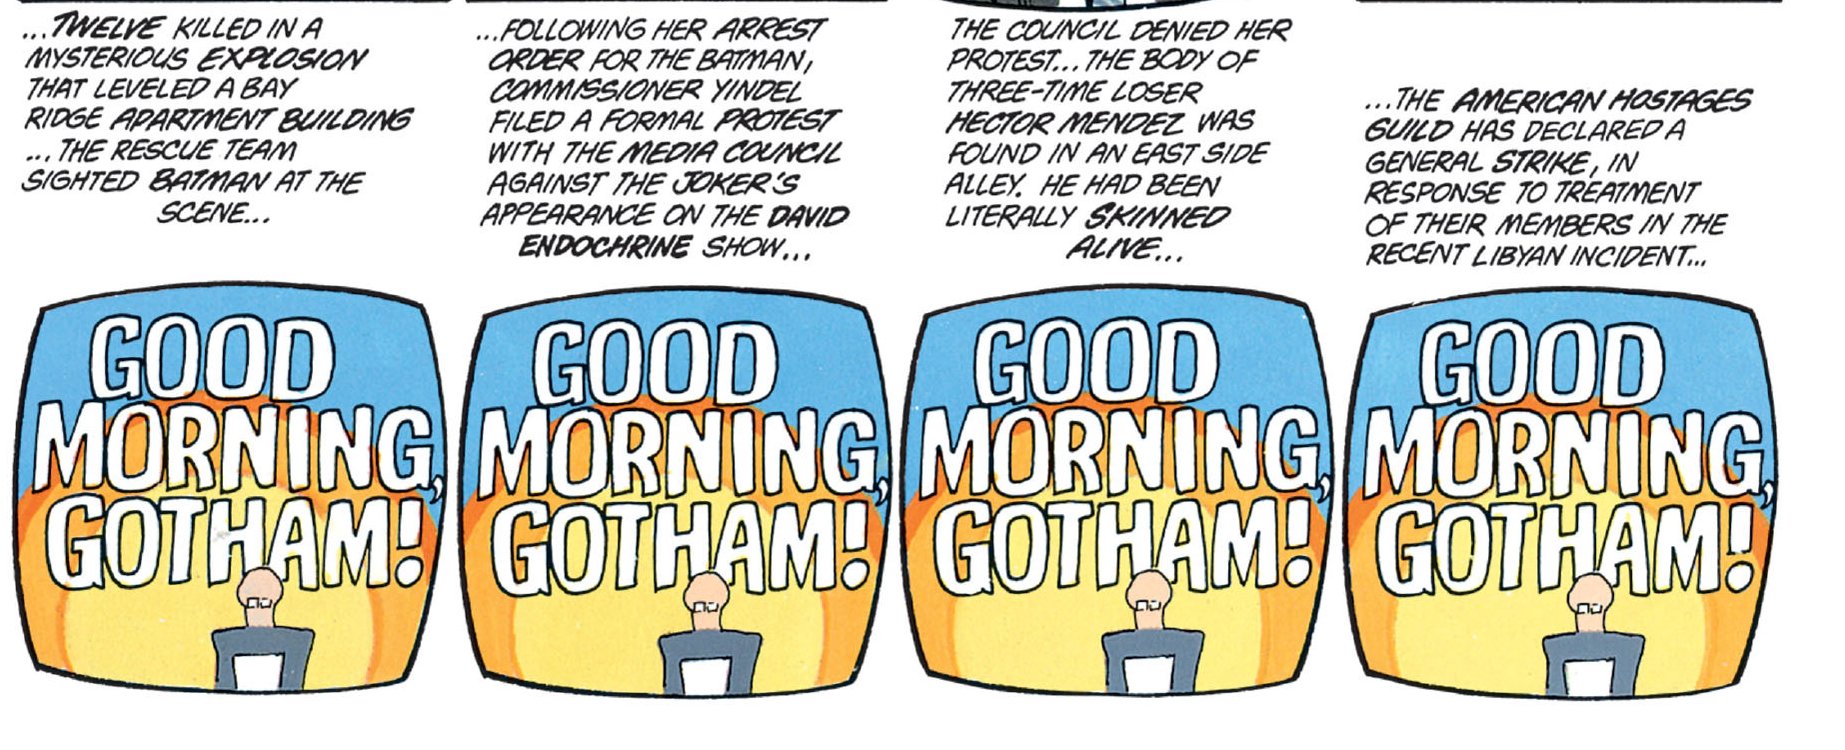 ...TWELVE KILLED IN A
MYSTERIOUS EXPLOSION
THAT LEVELED A BAY
RIDGE APARTMENT BUILDING
...THE RESCUE TEAM
SIGHTED BATMAN AT THE
SCENE...
GOOD
MORNING,
GOTHAM!
...FOLLOWING HER ARREST
ORDER FOR THE BATMAN,
COMMISSIONER YINDEL
FILED A FORMAL PROTEST
WITH THE MEDIA COUNCIL
AGAINST THE JOKER'S
APPEARANCE ON THE DAVID
ENDOCHRINE SHOW...
GOOD
MORNING,
GOTHAM!
THE COUNCIL DENIED HER
PROTEST...THE BODY OF
THREE-TIME LOSER
HECTOR MENDEZ WAS
FOUND IN AN EAST SIDE
ALLEY. HE HAD BEEN
LITERALLY SKINNED
ALIVE...
GOOD
MORNING,
GOTHAM!
...THE AMERICAN HOSTAGES
GUILD HAS DECLARED A
GENERAL STRIKE, IN
RESPONSE TO TREATMENT
OF THEIR MEMBERS IN THE
RECENT LIBYAN INCIDENT...
GOOD
MORNING,
GOTHAM!